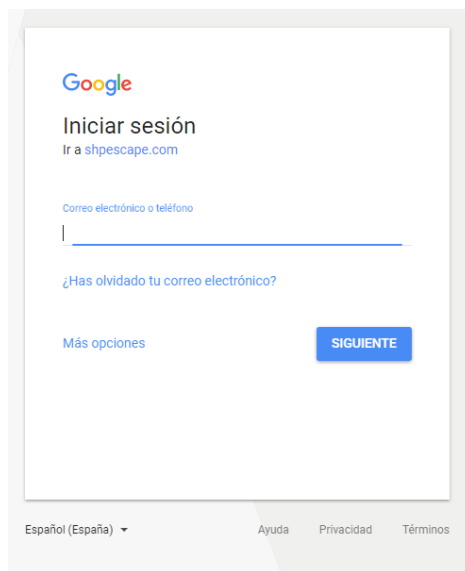 Google
Iniciar sesión
Ir a shpescape.com
Correo electrónico o teléfono
¿Has olvidado tu correo electrónico?
Más opciones
SIGUIENTE
Español (España)
Ayuda
Privacidad
Términos